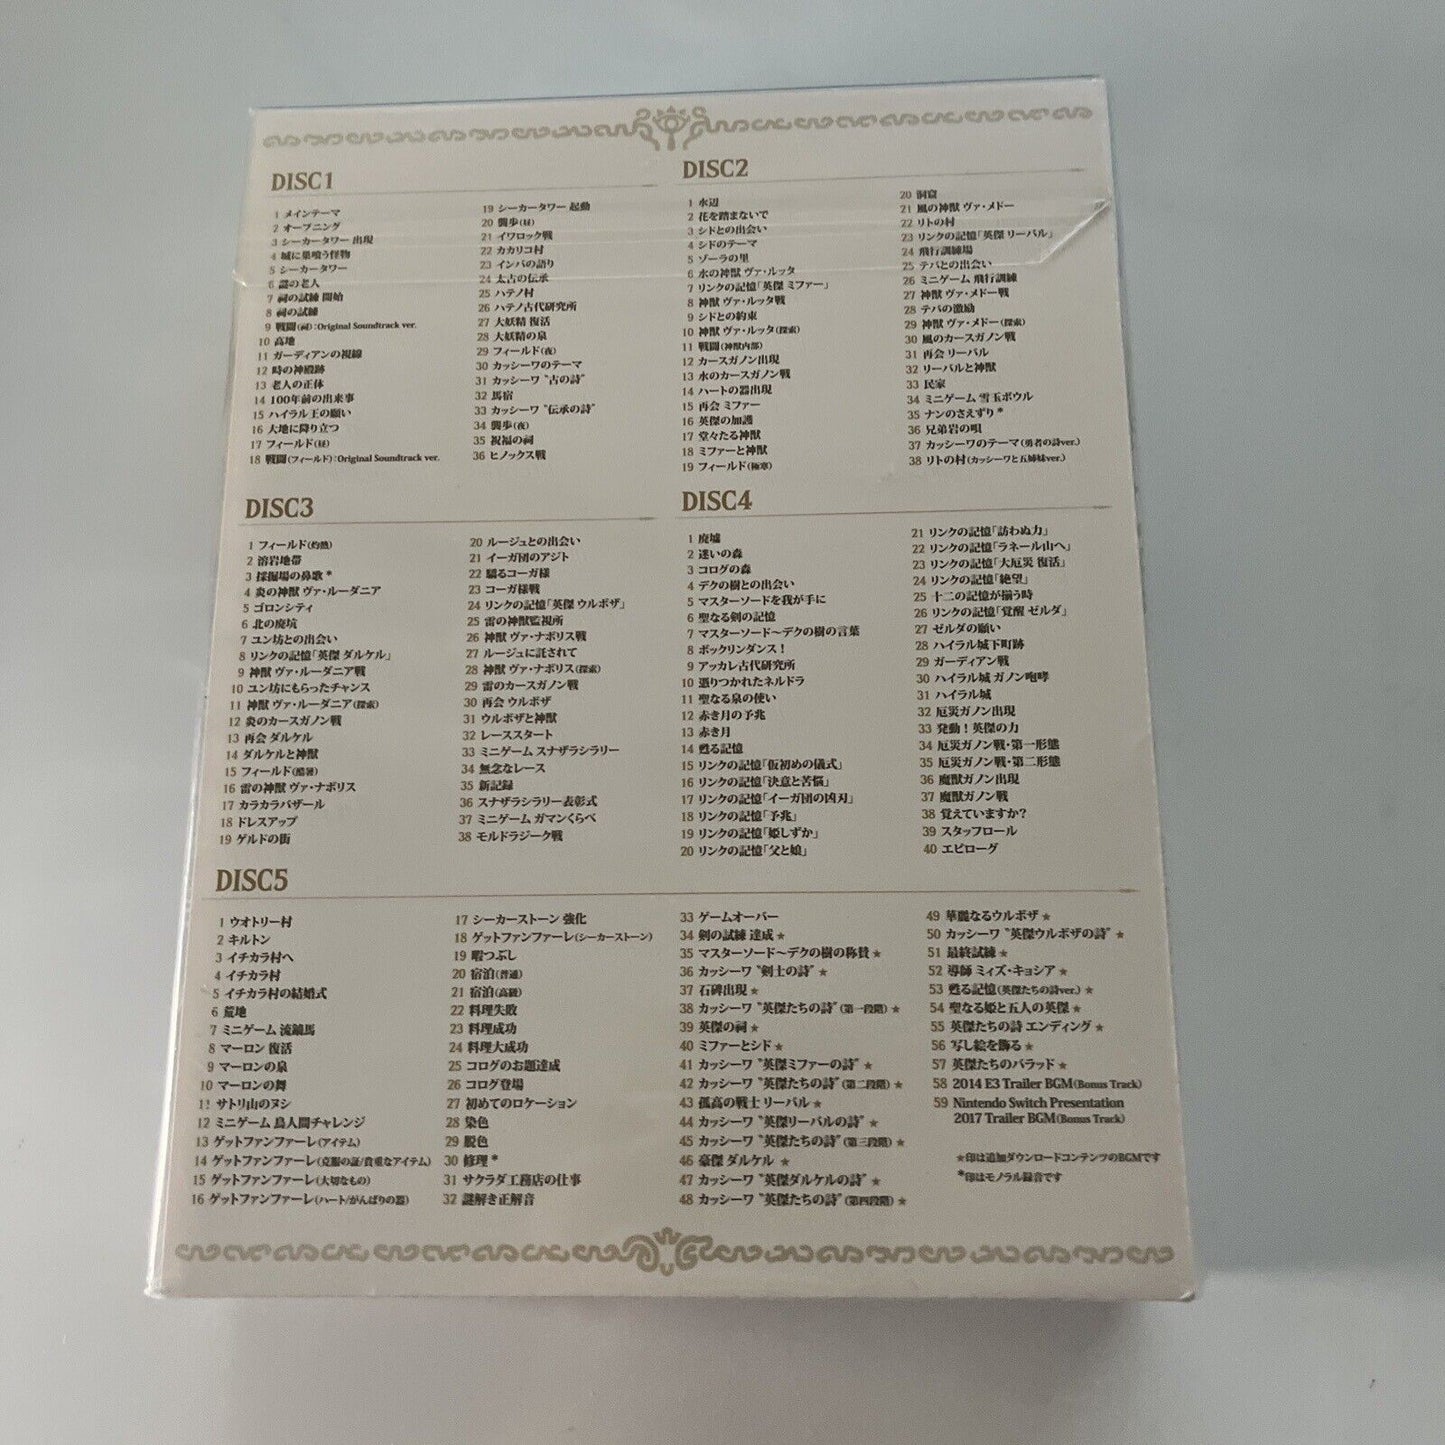 DISC1
1 メインテーマ
2 オープニング
3 シーカータワー 出現
4 城に巣喰う怪物
5 シーカータワー
6 謎の老人
7 祠の試練 開始
8 祠の試練
9 戦闘(祠):Original Soundtrack ver.
10 高地
11 ガーディアンの視線
12 時の神殿跡
13 老人の正体
14 100年前の出来事
15 ハイラル王の願い
16 大地に降り立つ
17 フィールド(昼)
18 戦闘(フィールド):Original Soundtrack ver.
19 シーカータワー 起動
20 襲歩(昼)
21 イワロック戦
22 カカリコ村
23 インパの語り
24 太古の伝承
25 ハテノ村
26 ハテノ古代研究所
27 大妖精 復活
28 大妖精の泉
29 フィールド(夜)
30 カッシーワのテーマ
31 カッシーワ〝古の詩〟
32 馬宿
33 カッシーワ〝伝承の詩〟
34 襲歩(夜)
35 祝福の祠
36 ヒノックス戦
DISC2
1 水辺
2 花を踏まないで
3 シドとの出会い
4 シドのテーマ
5 ゾーラの里
6 水の神獣 ヴァ・ルッタ
7 リンクの記憶「英傑 ミファー」
8 神獣 ヴァ・ルッタ戦
9 シドとの約束
10 神獣 ヴァ・ルッタ(探索)
11 戦闘(神獣内部)
12 カースガノン出現
13 水のカースガノン戦
14 ハートの器出現
15 再会 ミファー
16 英傑の加護
17 堂々たる神獣
18 ミファーと神獣
19 フィールド(極寒)
20 洞窟
21 風の神獣 ヴァ・メドー
22 リトの村
23 リンクの記憶「英傑 リーバル」
24 飛行訓練場
25 テバとの出会い
26 ミニゲーム 飛行訓練
27 神獣 ヴァ・メドー戦
28 テバの激励
29 神獣 ヴァ・メドー(探索)
30 風のカースガノン戦
31 再会 リーバル
32 リーバルと神獣
33 民家
34 ミニゲーム 雪玉ボウル
35 ナンのさえずり*
36 兄弟岩の唄
37 カッシーワのテーマ(勇者の詩ver.)
38 リトの村(カッシーワと五姉妹ver.)
DISC3
1 フィールド(灼熱)
2 溶岩地帯
3 採掘場の鼻歌*
4 炎の神獣 ヴァ・ルーダニア
5 ゴロンシティ
6 北の廃坑
7 ユン坊との出会い
8 リンクの記憶「英傑 ダルケル」
9 神獣 ヴァ・ルーダニア戦
10 ユン坊にもらったチャンス
11 神獣 ヴァ・ルーダニア(探索)
12 炎のカースガノン戦
13 再会 ダルケル
14 ダルケルと神獣
15 フィールド(酷暑)
16 雷の神獣 ヴァ・ナボリス
17 カラカラバザール
18 ドレスアップ
19 ゲルドの街
20 ルージュとの出会い
21 イーガ団のアジト
22 驕るコーガ様
23 コーガ様戦
24 リンクの記憶「英傑 ウルボザ」
25 雷の神獣監視所
26 神獣 ヴァ・ナボリス戦
27 ルージュに託されて
28 神獣 ヴァ・ナボリス(探索)
29 雷のカースガノン戦
30 再会 ウルボザ
31 ウルボザと神獣
32 レーススタート
33 ミニゲーム スナザラシラリー
34 無念なレース
35 新記録
36 スナザラシラリー表彰式
37 ミニゲーム ガマンくらべ
38 モルドラジーク戦
DISC4
1 廃墟
2 迷いの森
3 コログの森
4 デクの樹との出会い
5 マスターソードを我が手に
6 聖なる剣の記憶
7 マスターソード~デクの樹の言葉
8 ボックリンダンス!
9 アッカレ古代研究所
10 憑りつかれたネルドラ
11 聖なる泉の使い
12 赤き月の予兆
13 赤き月
14 甦る記憶
15 リンクの記憶「仮初めの儀式」
16 リンクの記憶「決意と苦悩」
17 リンクの記憶「イーガ団の凶刃」
18 リンクの記憶「予兆」
19 リンクの記憶「姫しずか」
20 リンクの記憶「父と娘」
21 リンクの記憶「訪わぬ力」
22 リンクの記憶「ラネール山へ」
23 リンクの記憶「大厄災 復活」
24 リンクの記憶「絶望」
25 十二の記憶が揃う時
26 リンクの記憶「覚醒 ゼルダ」
27 ゼルダの願い
28 ハイラル城下町跡
29 ガーディアン戦
30 ハイラル城 ガノン咆哮
31 ハイラル城
32 厄災ガノン出現
33 発動!英傑の力
34 厄災ガノン戦・第一形態
35 厄災ガノン戦・第二形態
36 魔獣ガノン出現
37 魔獣ガノン戦
38 覚えていますか?
39 スタッフロール
40 エピローグ
DISC5
1 ウオトリー村
2 キルトン
3 イチカラ村へ
4 イチカラ村
5 イチカラ村の結婚式
6 荒地
7 ミニゲーム 流鏑馬
8 マーロン 復活
9 マーロンの泉
10 マーロンの舞
11 サトリ山のヌシ
12 ミニゲーム 鳥人間チャレンジ
13 ゲットファンファーレ(アイテム)
14 ゲットファンファーレ(克服の証/貴重なアイテム)
15 ゲットファンファーレ(大切なもの)
16 ゲットファンファーレ(ハート/がんばりの器)
17 シーカーストーン 強化
18 ゲットファンファーレ(シーカーストーン)
19 暇つぶし
20 宿泊(普通)
21 宿泊(高級)
22 料理失敗
23 料理成功
24 料理大成功
25 コログのお題達成
26 コログ登場
27 初めてのロケーション
28 染色
29 脱色
30 修理*
31 サクラダ工務店の仕事
32 謎解き正解音
33 ゲームオーバー
34 剣の試練 達成★
35 マスターソード~デクの樹の称賛★
36 カッシーワ〝剣士の詩〟★
37 石碑出現★
38 カッシーワ〝英傑たちの詩〟(第一段階)★
39 英傑の祠★
40 ミファーとシド★
41 カッシーワ〝英傑ミファーの詩〟★
42 カッシーワ〝英傑たちの詩〟(第二段階)★
43 孤高の戦士 リーバル★
44 カッシーワ〝英傑リーバルの詩〟★
45 カッシーワ〝英傑たちの詩〟(第三段階)★
46 豪傑 ダルケル ★
47 カッシーワ〝英傑ダルケルの詩〟★
48 カッシーワ〝英傑たちの詩〟(第四段階)★
49 華麗なるウルボザ★
50 カッシーワ〝英傑ウルボザの詩〟★
51 最終試練★
52 導師 ミィズ・キョシア★
53 甦る記憶(英傑たちの詩ver.)★
54 聖なる姫と五人の英傑★
55 英傑たちの詩 エンディング★
56 写し絵を飾る★
57 英傑たちのバラッド★
58 2014 E3 Trailer BGM(Bonus Track)
59 Nintendo Switch Presentation
2017 Trailer BGM(Bonus Track)
★印は追加ダウンロードコンテンツのBGMです
*印はモノラル録音です